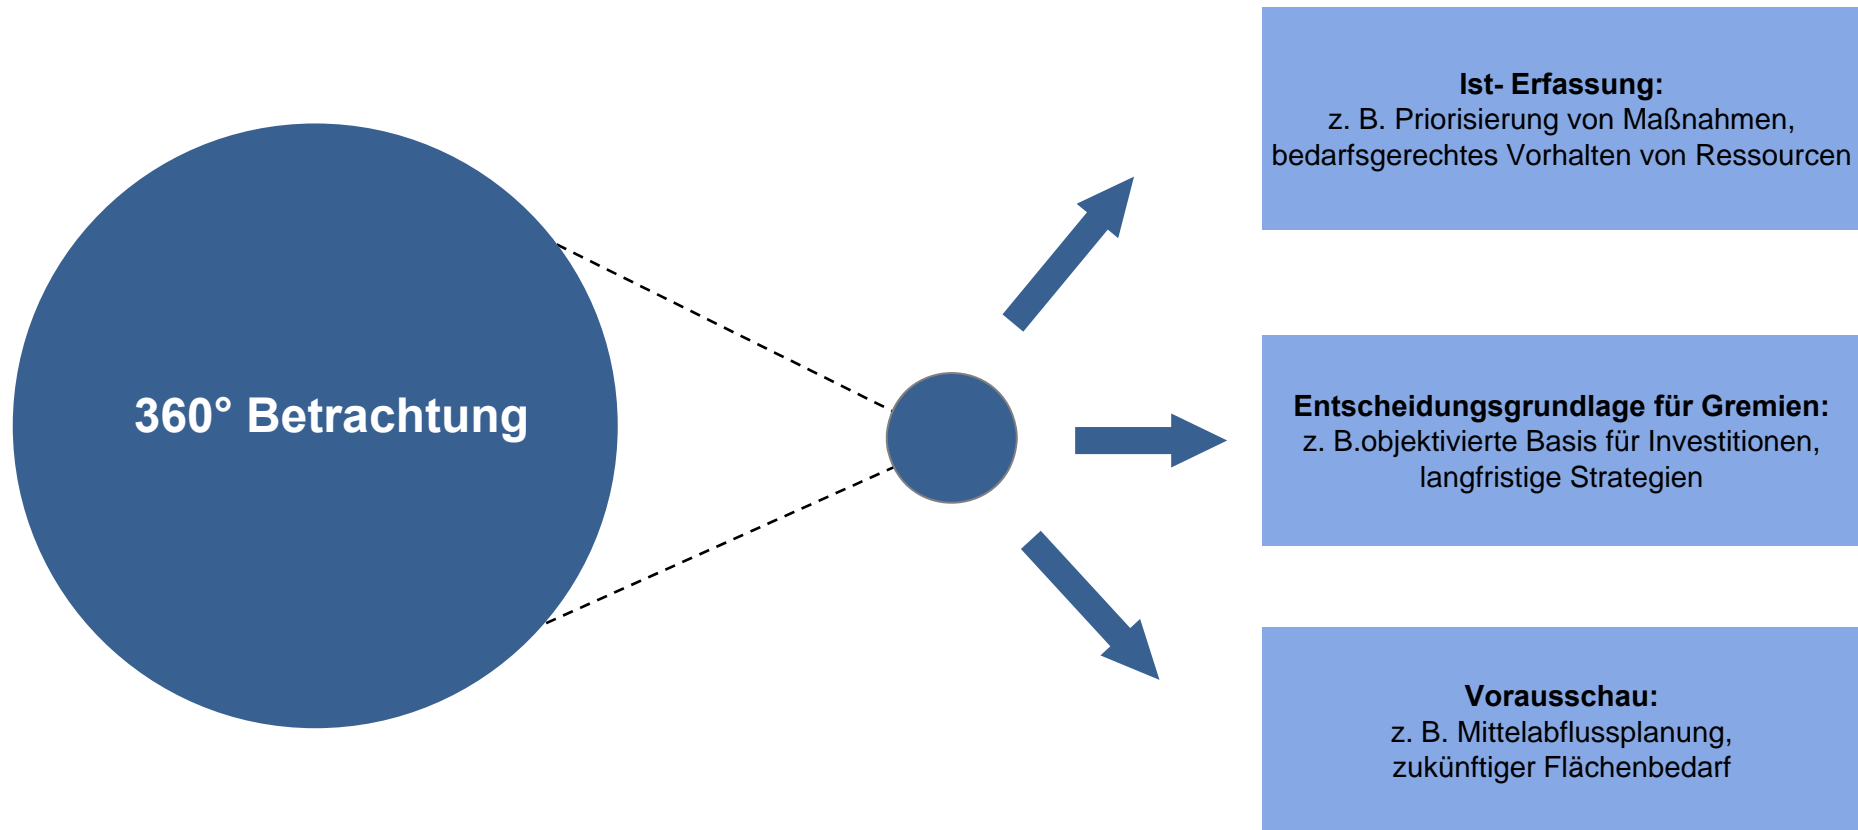 360° Betrachtung
Ist- Erfassung:
z. B. Priorisierung von Maßnahmen,
bedarfsgerechtes Vorhalten von Ressourcen
Entscheidungsgrundlage für Gremien:
z. B.objektivierte Basis für Investitionen,
langfristige Strategien
Vorausschau:
z. B. Mittelabflussplanung,
zukünftiger Flächenbedarf